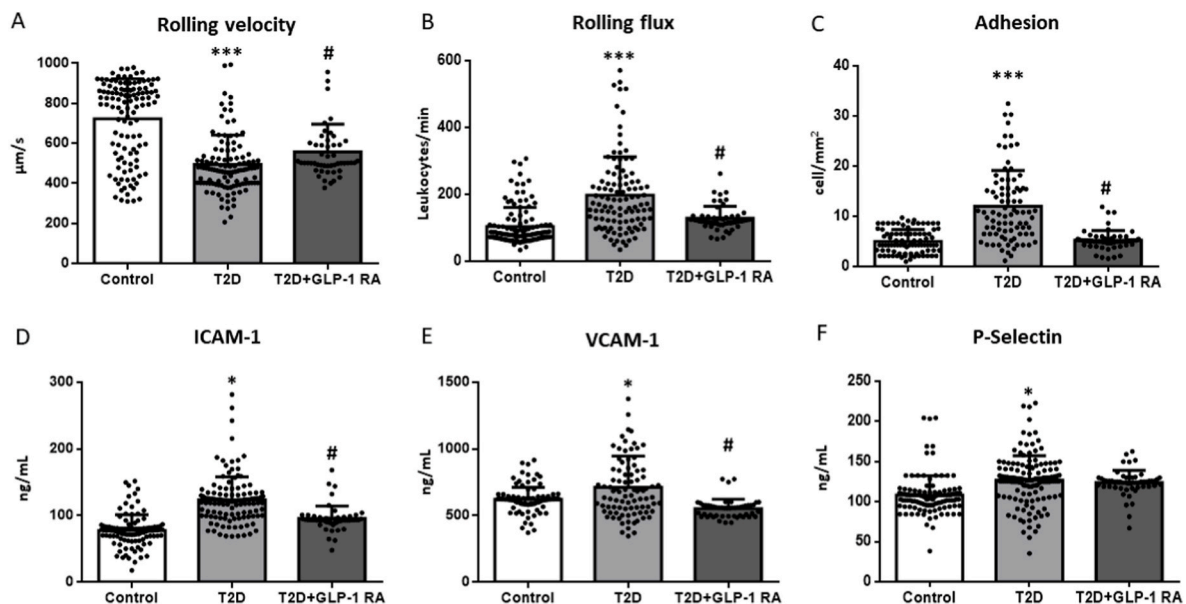 A
Rolling velocity
***
#
1000
800
600
400
200
0
µm/s
Control
T2D
T2D+GLP-1 RA
B
Rolling flux
***
#
600
400
200
0
Leukocytes/min
Control
T2D
T2D+GLP-1 RA
C
Adhesion
***
#
40
30
20
10
0
cell/mm²
Control
T2D
T2D+GLP-1 RA
D
ICAM-1
*
#
300
200
100
0
ng/mL
Control
T2D
T2D+GLP-1 RA
E
VCAM-1
*
#
1500
1000
500
0
ng/mL
Control
T2D
T2D+GLP-1 RA
F
P-Selectin
*
250
200
150
100
50
0
ng/mL
Control
T2D
T2D+GLP-1 RA